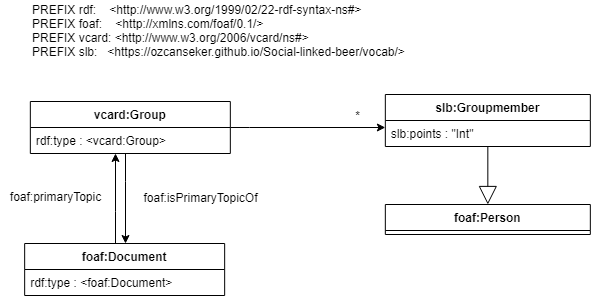 PREFIX rdf: <http://www.w3.org/1999/02/22-rdf-syntax-ns#>
PREFIX foaf: <http://xmlns.com/foaf/0.1/>
PREFIX vcard: <http://www.w3.org/2006/vcard/ns#>
PREFIX slb: <https://ozcanseker.github.io/Social-linked-beer/vocab/>
vcard:Group
rdf:type : <vcard:Group>
*
slb:Groupmember
slb:points : "Int"
foaf:primaryTopic
foaf:isPrimaryTopicOf
foaf:Person
foaf:Document
rdf:type : <foaf:Document>